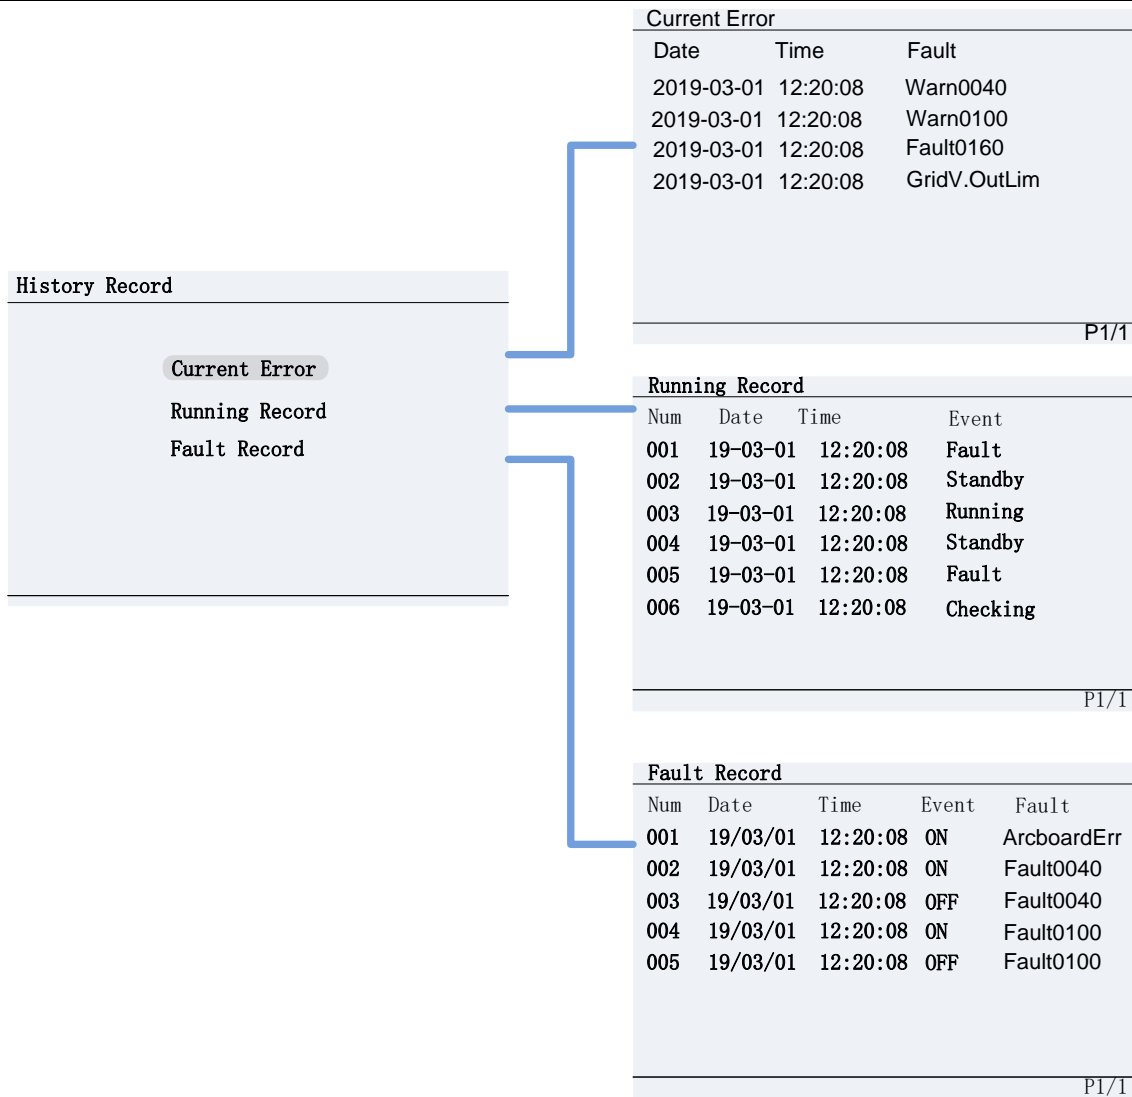 Current Error
Date Time Fault
2019-03-01 12:20:08 Warn0040
2019-03-01 12:20:08 Warn0100
2019-03-01 12:20:08 Fault0160
2019-03-01 12:20:08 GridV.OutLim
P1/1
History Record
Current Error
Running Record
Fault Record
Running Record
Num Date Time Event
001 19-03-01 12:20:08 Fault
002 19-03-01 12:20:08 Standby
003 19-03-01 12:20:08 Running
004 19-03-01 12:20:08 Standby
005 19-03-01 12:20:08 Fault
006 19-03-01 12:20:08 Checking
P1/1
Fault Record
Num Date Time Event Fault
001 19/03/01 12:20:08 ON ArcboardErr
002 19/03/01 12:20:08 ON Fault0040
003 19/03/01 12:20:08 OFF Fault0040
004 19/03/01 12:20:08 ON Fault0100
005 19/03/01 12:20:08 OFF Fault0100
P1/1